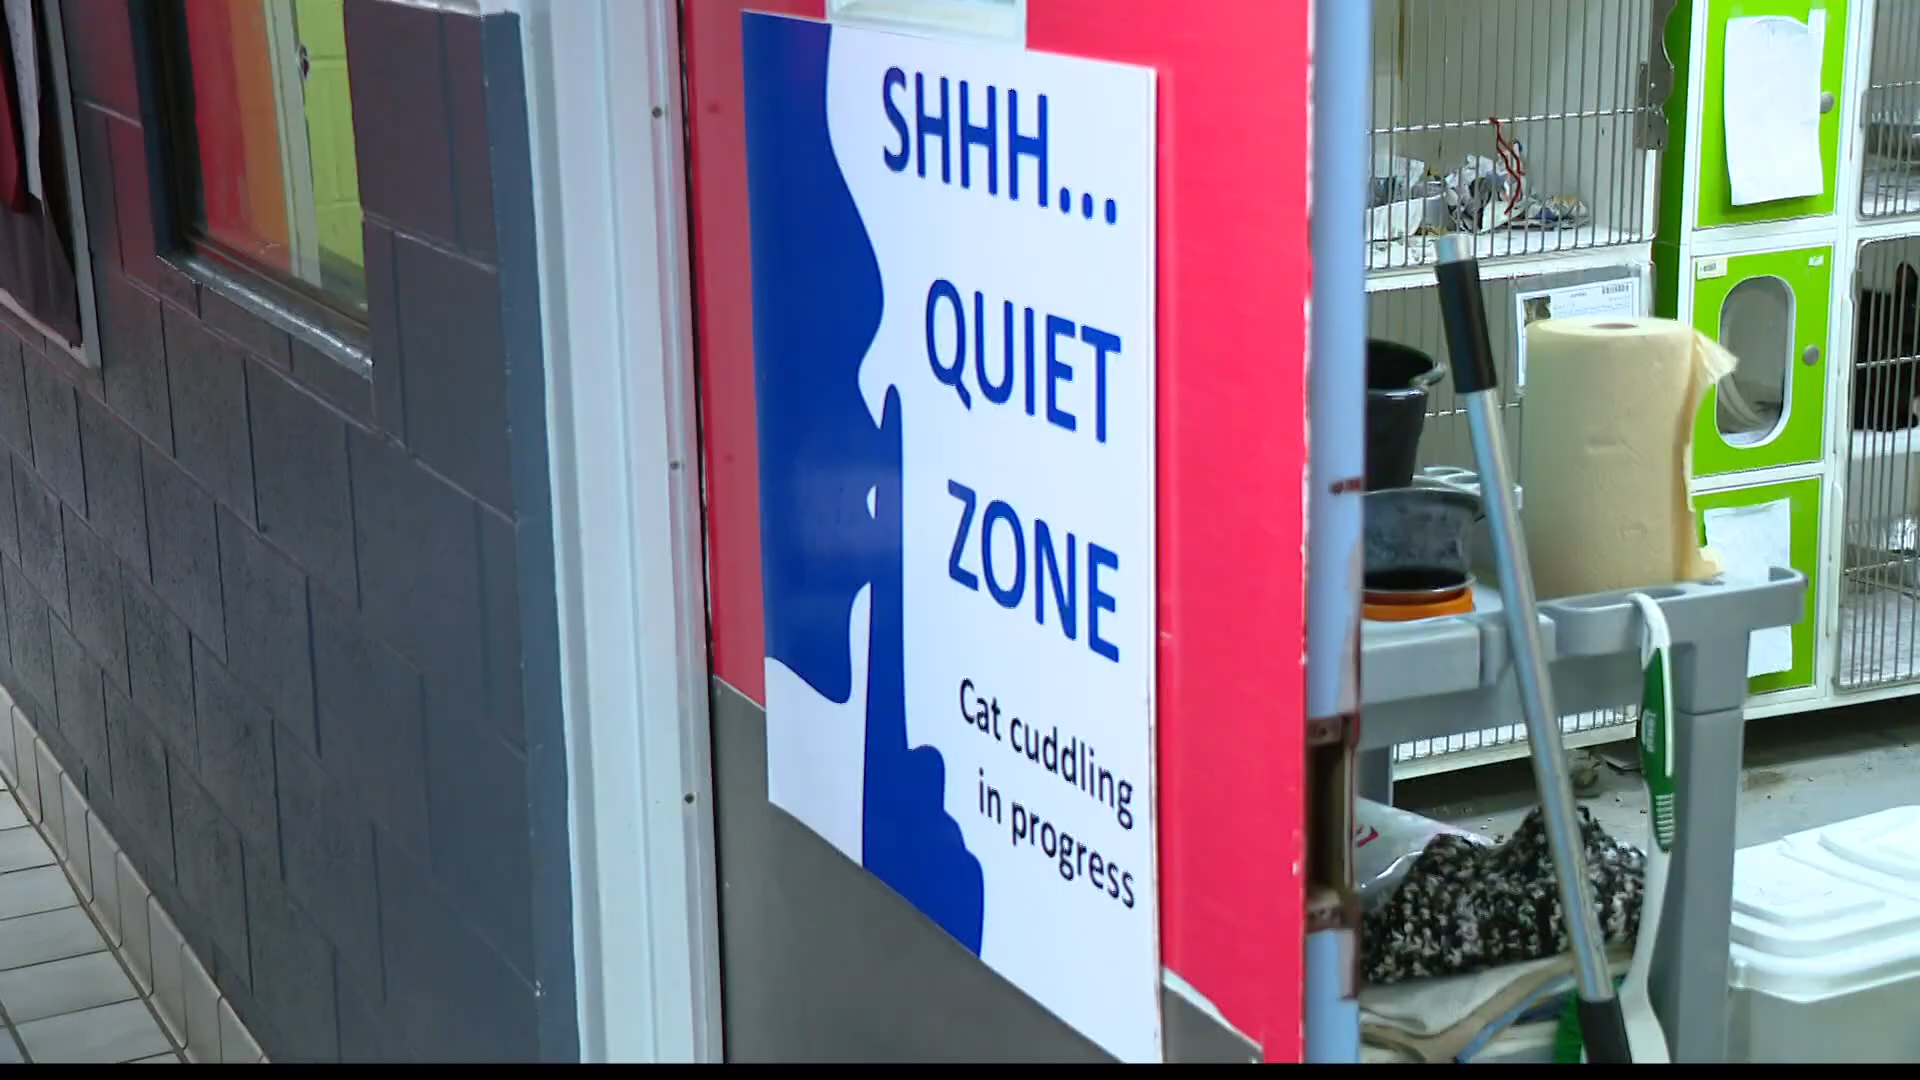 SHHH...
QUIET
ZONE
Cat cuddling
in progress